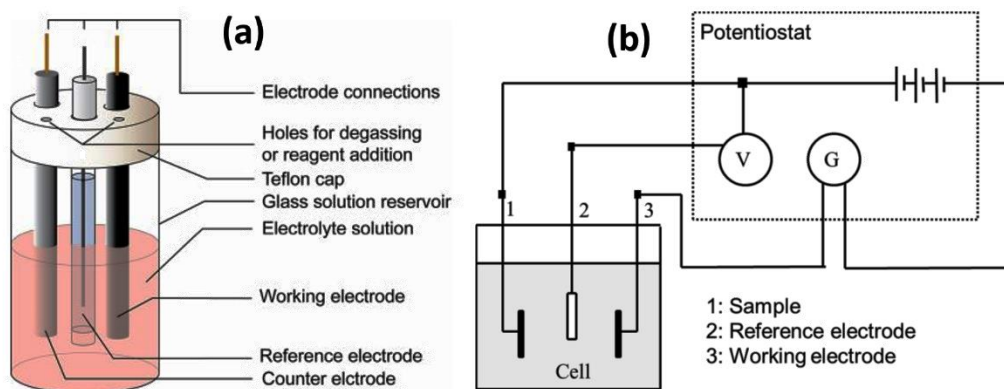 (a)
Electrode connections
Holes for degassing
or reagent addition
Teflon cap
Glass solution reservoir
Electrolyte solution
Working electrode
Reference electrode
Counter elctrode
(b)
Potentiostat
V
G
1
2
3
Cell
1: Sample
2: Reference electrode
3: Working electrode